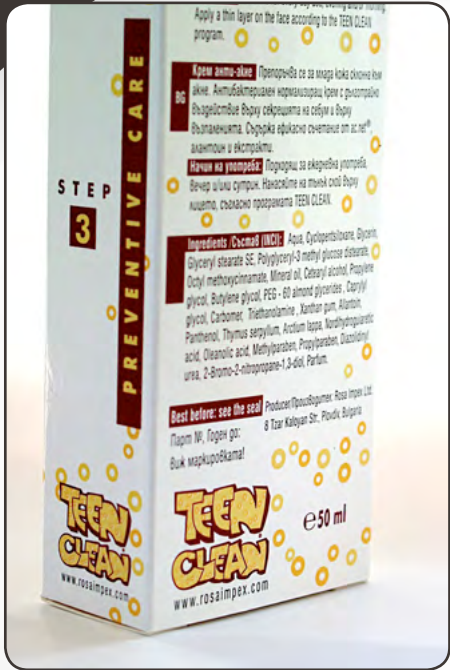 STEP
3
PREVENTIVE CARE
TEEN
CLEAN
www.rosaimpex.com
Apply a thin layer on the face according to the TEEN CLEAN
program.
BG
Крем анти-акне Препоръчва се за млада кожа склонна към
акне. Антибактериален нормализиращ крем с дълготрайно
въздействие върху секрецията на себум и върху
възпаленията. Съдържа ефикасно съчетание от ac.net®,
алантоин и екстракти.
Начин на употреба: Подходящ за ежедневна употреба,
вечер и/или сутрин. Нанасяйте на тънък слой върху
лицето, съгласно програмата TEEN CLEAN.
Ingredients /Състав (INCI): Aqua, Cyclopentsiloxane, Glycerin,
Glyceryl stearate SE, Polyglyceryl-3 methyl glucose distearate,
Octyl methoxycinnamate, Mineral oil, Cetearyl alcohol, Propylene
glycol, Butylene glycol, PEG - 60 almond glycerides , Caprylyl
glycol, Carbomer, Triethanolamine , Xanthan gum, Allantoin,
Panthenol, Thymus serpyllum, Arctium lappa, Nordihydroguiaretic
acid, Oleanolic acid, Methylparaben, Propylparaben, Diazolidinyl
urea, 2-Bromo-2-nitropropane-1,3-diol, Parfum.
Best before: see the seal
Парт №, Годен до:
Виж маркировката!
Producer/Производител: Rosa Impex Ltd.
8 Tzar Kaloyan Str., Plovdiv, Bulgaria
TEEN
CLEAN
www.rosaimpex.com
℮50 ml